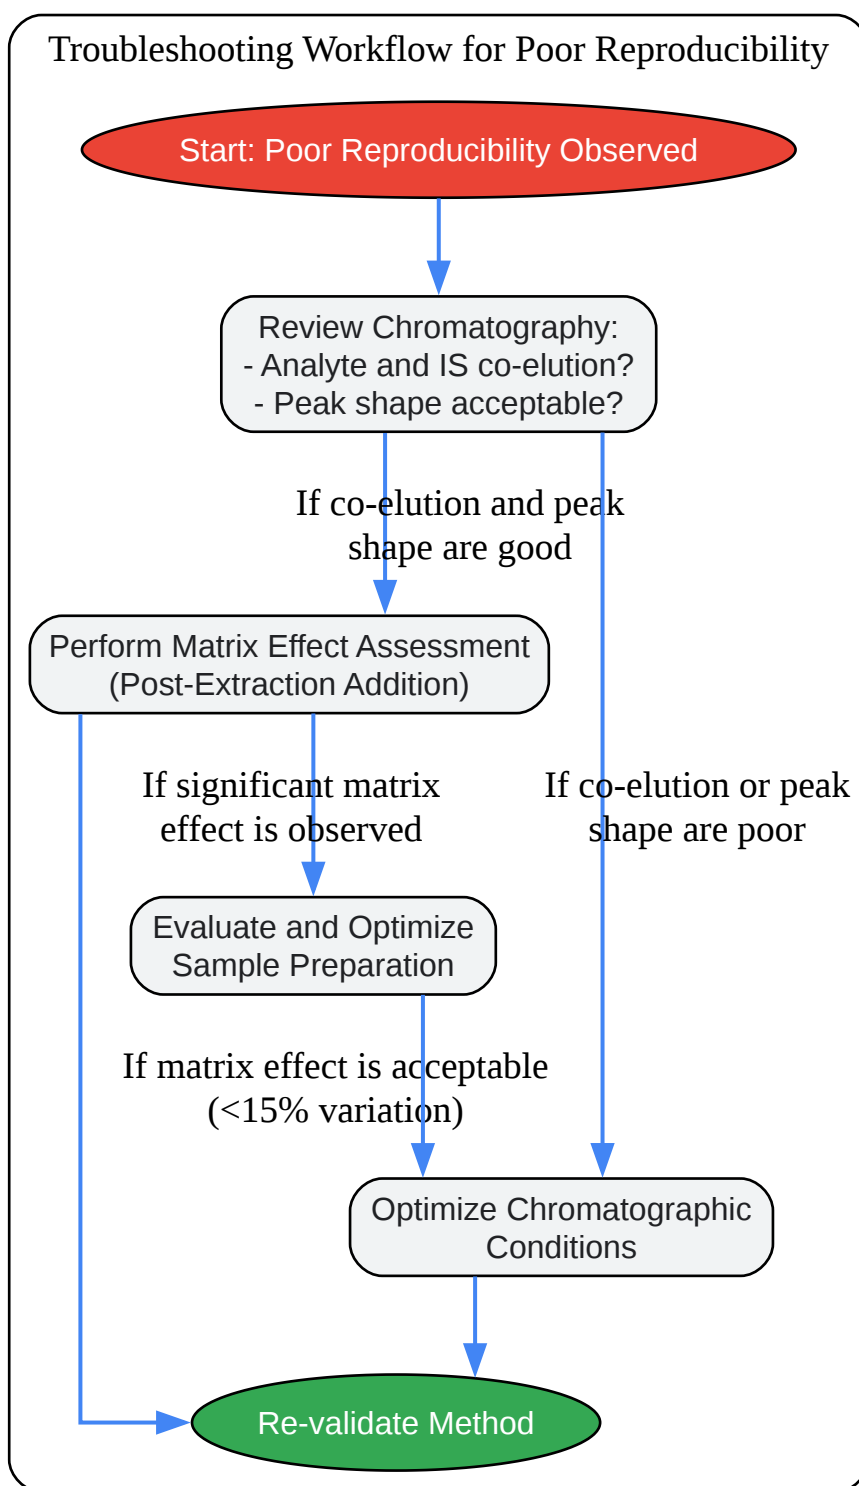 Troubleshooting Workflow for Poor Reproducibility
Start: Poor Reproducibility Observed
Review Chromatography:
- Analyte and IS co-elution?
- Peak shape acceptable?
If co-elution and peak
shape are good
Perform Matrix Effect Assessment
(Post-Extraction Addition)
If significant matrix
effect is observed
If co-elution or peak
shape are poor
Evaluate and Optimize
Sample Preparation
If matrix effect is acceptable
(<15% variation)
Optimize Chromatographic
Conditions
Re-validate Method